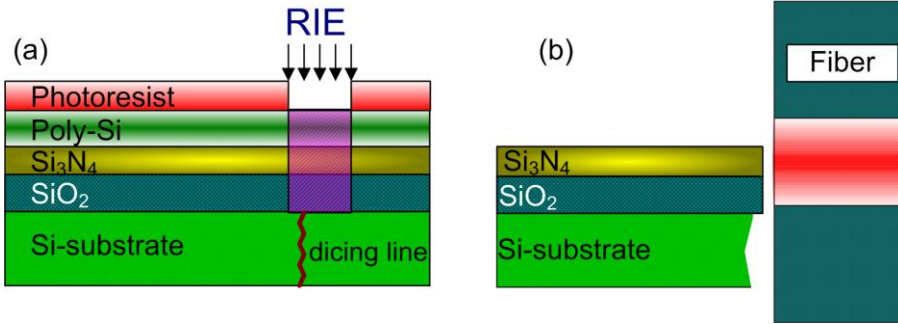 RIE
(a)
Photoresist
Poly-Si
Si₃N₄
SiO₂
Si-substrate
dicing line
(b)
Fiber
Si₃N₄
SiO₂
Si-substrate